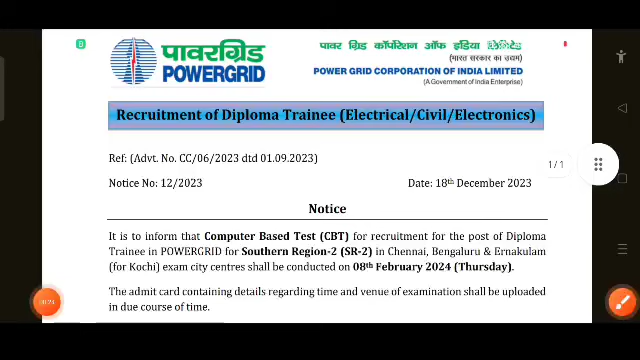 पावरग्रिड
POWERGRID
पावर ग्रिड कॉर्पोरेशन ऑफ इंडिया
(भारत सरकार का उद्यम)
POWER GRID CORPORATION OF INDIA LIMITED
(A Government of India Enterprise)
Recruitment of Diploma Trainee (Electrical/Civil/Electronics)
Ref: (Advt. No. CC/06/2023 dtd 01.09.2023)
1/1
Notice No: 12/2023 Date: 18th December 2023
Notice
It is to inform that Computer Based Test (CBT) for recruitment for the post of Diploma
Trainee in POWERGRID for Southern Region-2 (SR-2) in Chennai, Bengaluru & Ernakulam
(for Kochi) exam city centres shall be conducted on 08th February 2024 (Thursday).
The admit card containing details regarding time and venue of examination shall be uploaded
in due course of time.